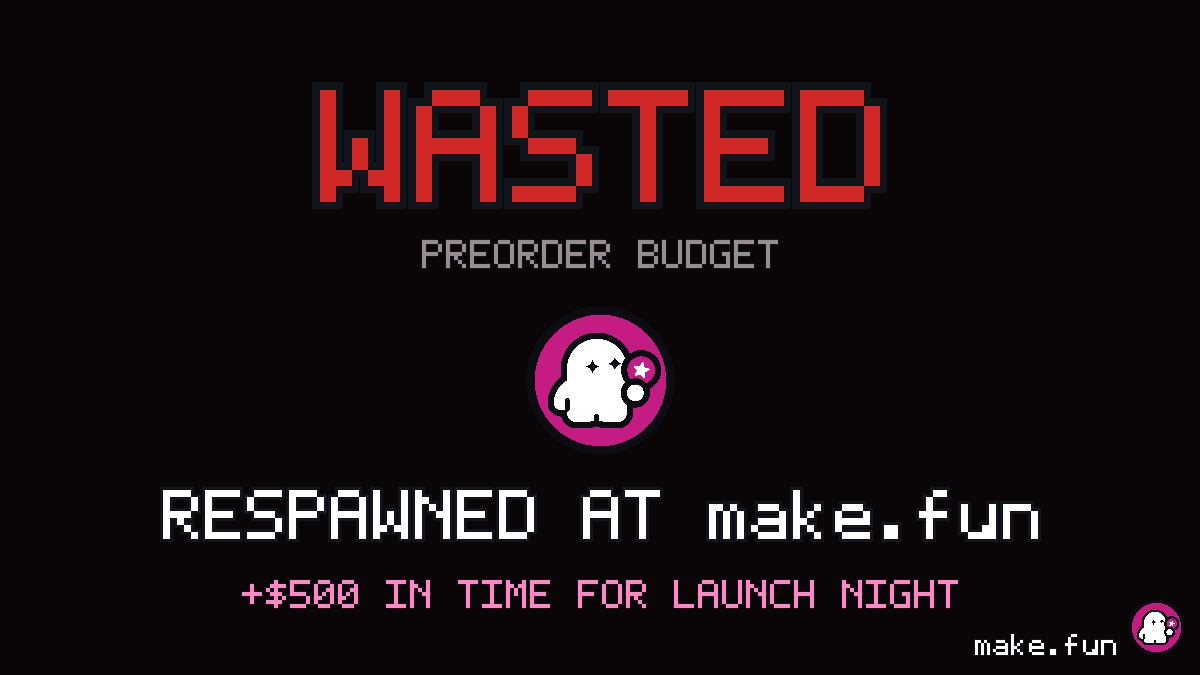 WASTED
PREORDER BUDGET
RESPAWNED AT make.fun
+$500 IN TIME FOR LAUNCH NIGHT
make.fun